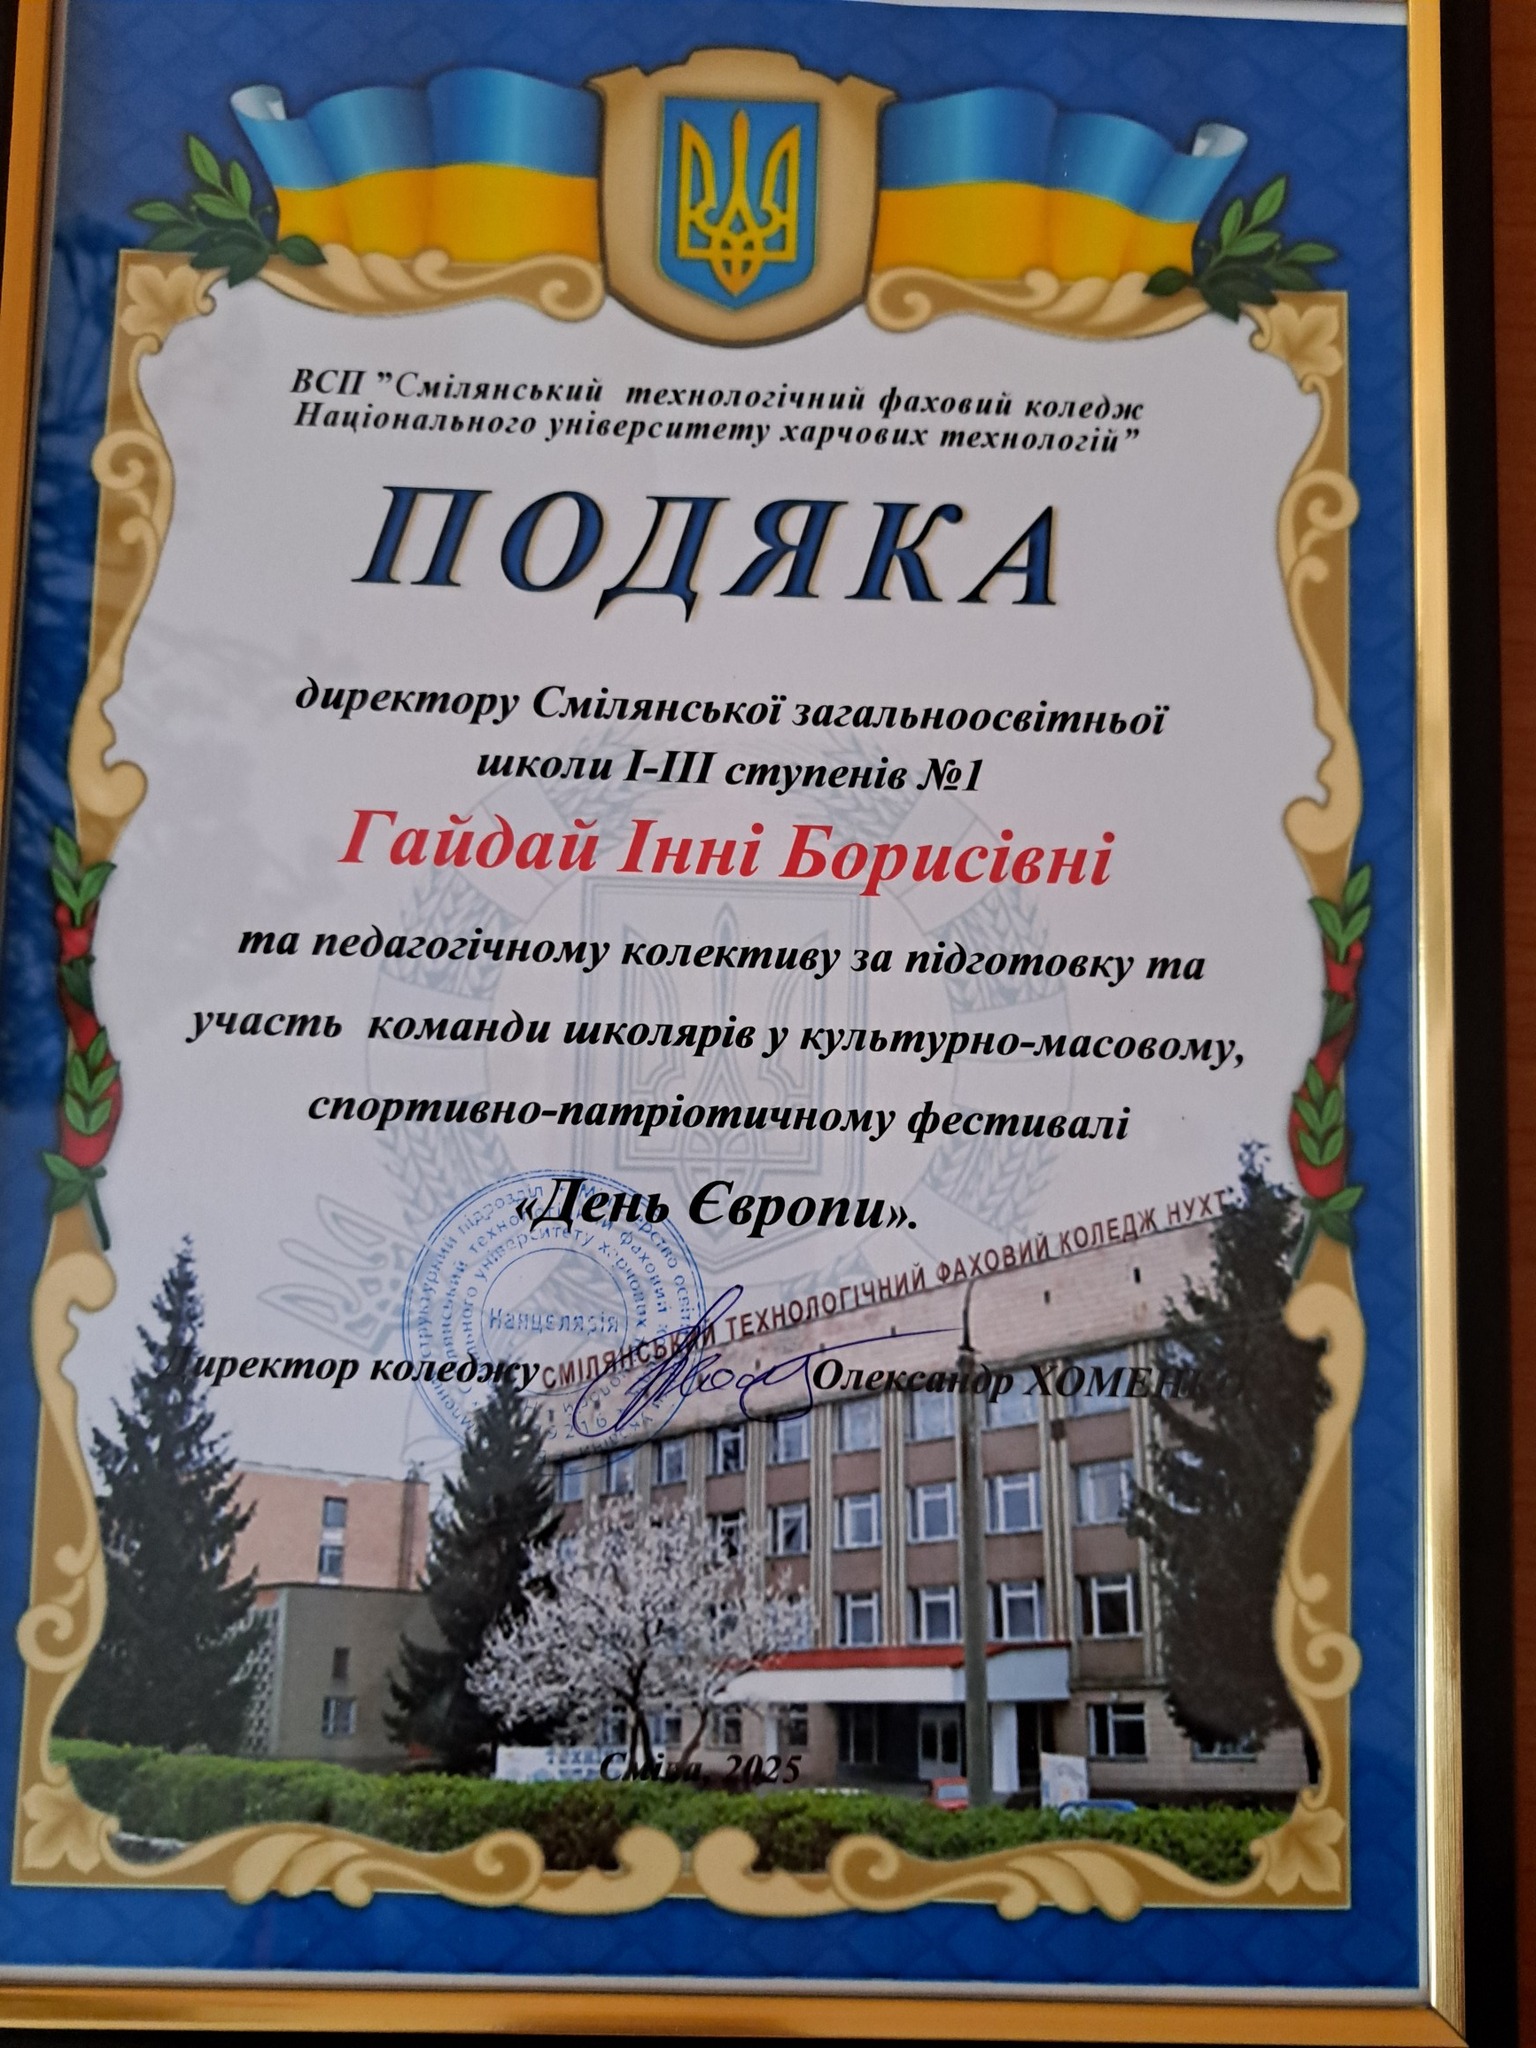 ВСП ”Смілянський технологічний фаховий коледж
Національного університету харчових технологій”
ПОДЯКА
директору Смілянської загальноосвітньої
школи І-ІІІ ступенів №1
Гайдай Інні Борисівні
та педагогічному колективу за підготовку та
участь команди школярів у культурно-масовому,
спортивно-патріотичному фестивалі
«День Європи».
СМІЛЯНСЬКИЙ ТЕХНОЛОГІЧНИЙ ФАХОВИЙ КОЛЕДЖ НУХТ
Канцелярія
Директор коледжу Олександр ХОМЕНКО
Сміла, 2025